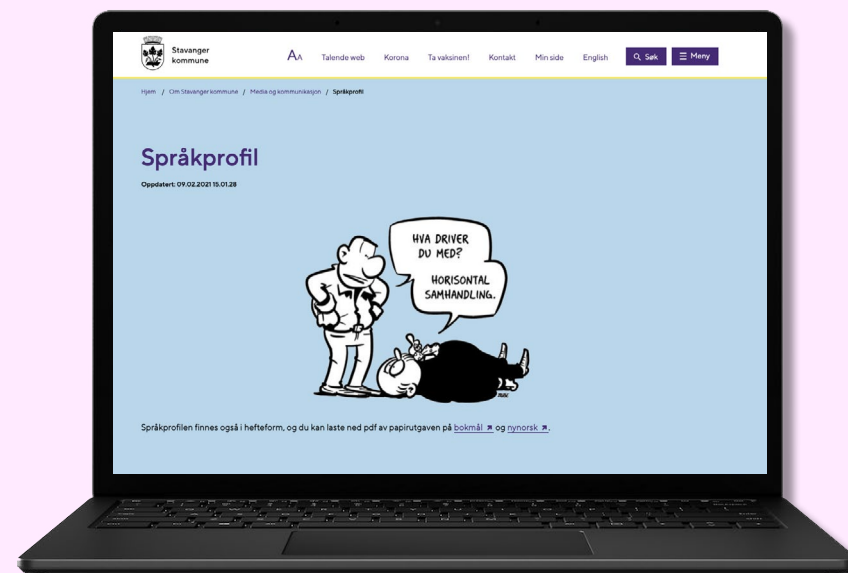 Stavanger
kommune
AA Talende web Korona Ta vaksinen! Kontakt Min side English Søk Meny
Hjem / Om Stavanger kommune / Media og kommunikasjon / Språkprofil
Språkprofil
Oppdatert: 09.02.2021 15.01.28
HVA DRIVER
DU MED?
HORISONTAL
SAMHANDLING.
Språkprofilen finnes også i hefteform, og du kan laste ned pdf av papirutgaven på bokmål og nynorsk.